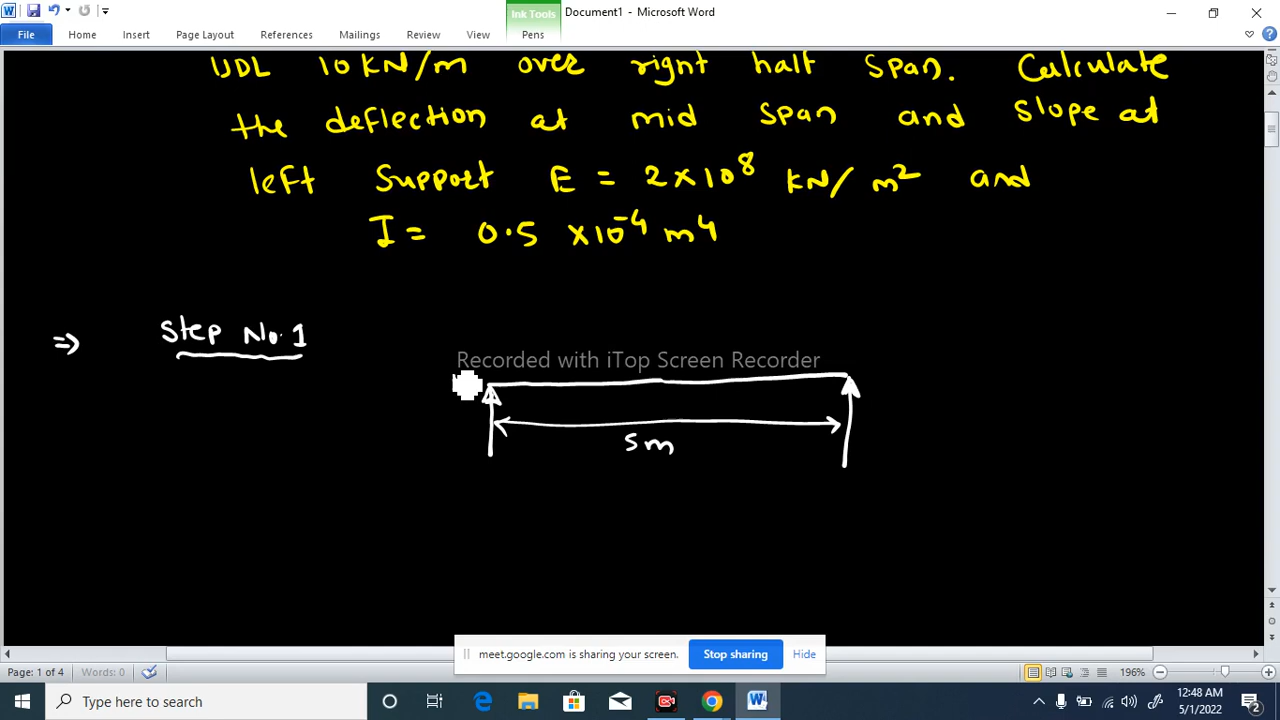 Ink Tools
Document1 - Microsoft Word
File Home Insert Page Layout References Mailings Review View Pens
UDL 10 KN/m over right half span. Calculate
the deflection at mid span and slope at
left support E = 2×10⁸ KN/m² and
I = 0.5 ×10⁻⁴ m⁴
⇒ Step No. 1
Recorded with iTop Screen Recorder
5m
meet.google.com is sharing your screen. Stop sharing Hide
Page: 1 of 4 Words: 0 196%
Type here to search
12:48 AM
5/1/2022
2